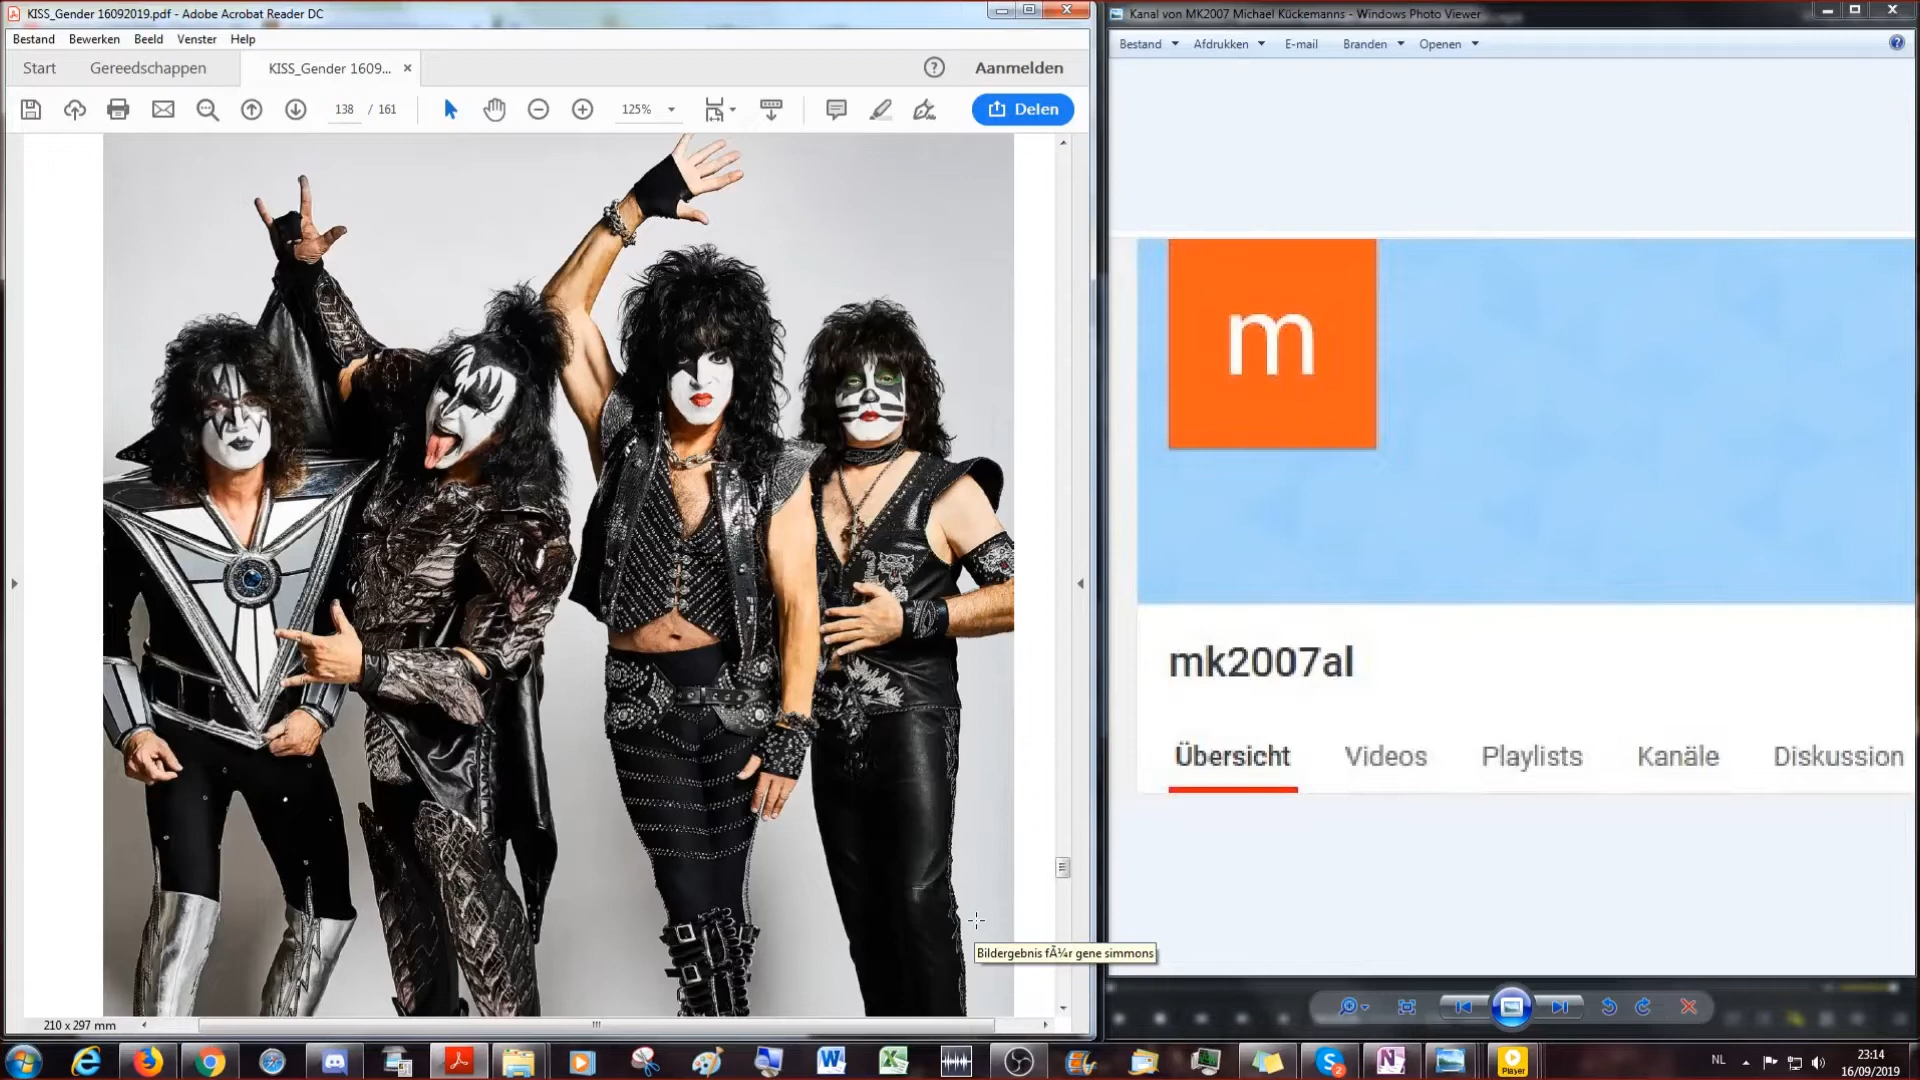 KISS_Gender 16092019.pdf - Adobe Acrobat Reader DC
Bestand Bewerken Beeld Venster Help
Start Gereedschappen KISS_Gender 1609... × Aanmelden
138 / 161 125% Delen
Bildergebnis fÃ¼r gene simmons
210 x 297 mm
Kanal von MK2007 Michael Kückemanns - Windows Photo Viewer
Bestand Afdrukken E-mail Branden Openen
m
mk2007al
Übersicht Videos Playlists Kanäle Diskussion
Player
NL
23:14
16/09/2019